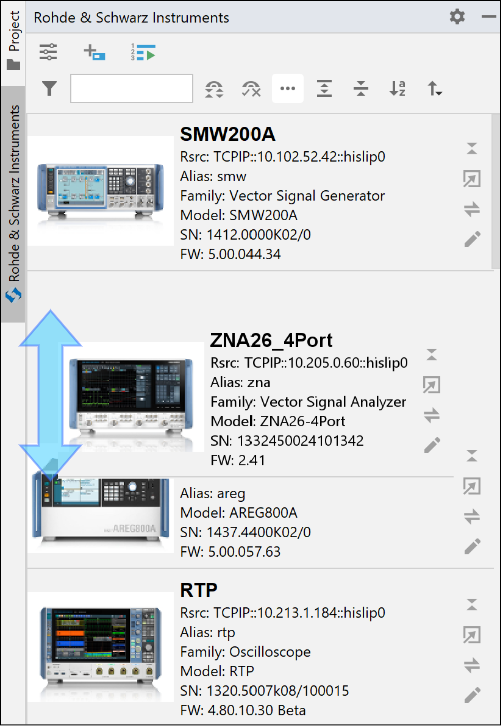 Rohde & Schwarz Instruments
Project
Rohde & Schwarz Instruments
SMW200A
Rsrc: TCPIP::10.102.52.42::hislip0
Alias: smw
Family: Vector Signal Generator
Model: SMW200A
SN: 1412.0000K02/0
FW: 5.00.044.34
ZNA26_4Port
Rsrc: TCPIP::10.205.0.60::hislip0
Alias: zna
Family: Vector Signal Analyzer
Model: ZNA26-4Port
SN: 1332450024101342
FW: 2.41
AREG800A
Alias: areg
Model: AREG800A
SN: 1437.4400K02/0
FW: 5.00.057.63
RTP
Rsrc: TCPIP::10.213.1.184::hislip0
Alias: rtp
Family: Oscilloscope
Model: RTP
SN: 1320.5007k08/100015
FW: 4.80.10.30 Beta